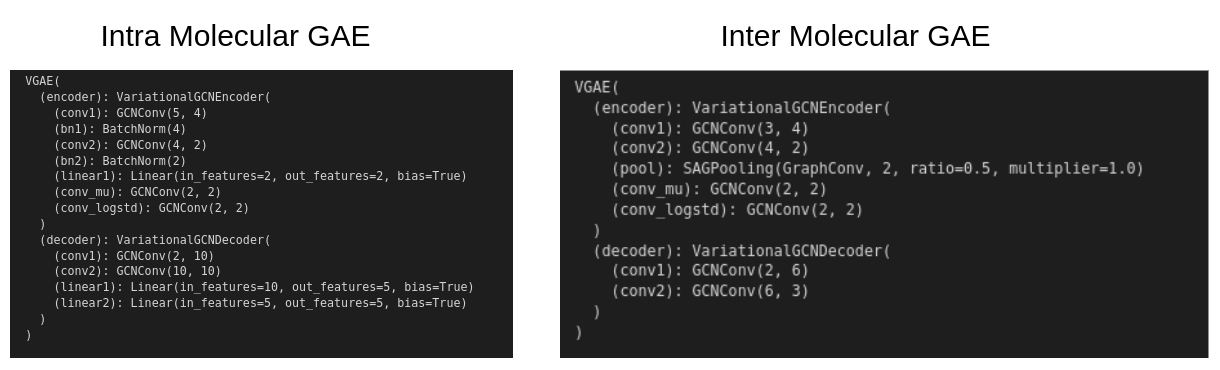 Intra Molecular GAE
VGAE(
  (encoder): VariationalGCNEncoder(
    (conv1): GCNConv(5, 4)
    (bn1): BatchNorm(4)
    (conv2): GCNConv(4, 2)
    (bn2): BatchNorm(2)
    (linear1): Linear(in_features=2, out_features=2, bias=True)
    (conv_mu): GCNConv(2, 2)
    (conv_logstd): GCNConv(2, 2)
  )
  (decoder): VariationalGCNDecoder(
    (conv1): GCNConv(2, 10)
    (conv2): GCNConv(10, 10)
    (linear1): Linear(in_features=10, out_features=5, bias=True)
    (linear2): Linear(in_features=5, out_features=5, bias=True)
  )
)
Inter Molecular GAE
VGAE(
  (encoder): VariationalGCNEncoder(
    (conv1): GCNConv(3, 4)
    (conv2): GCNConv(4, 2)
    (pool): SAGPooling(GraphConv, 2, ratio=0.5, multiplier=1.0)
    (conv_mu): GCNConv(2, 2)
    (conv_logstd): GCNConv(2, 2)
  )
  (decoder): VariationalGCNDecoder(
    (conv1): GCNConv(2, 6)
    (conv2): GCNConv(6, 3)
  )
)